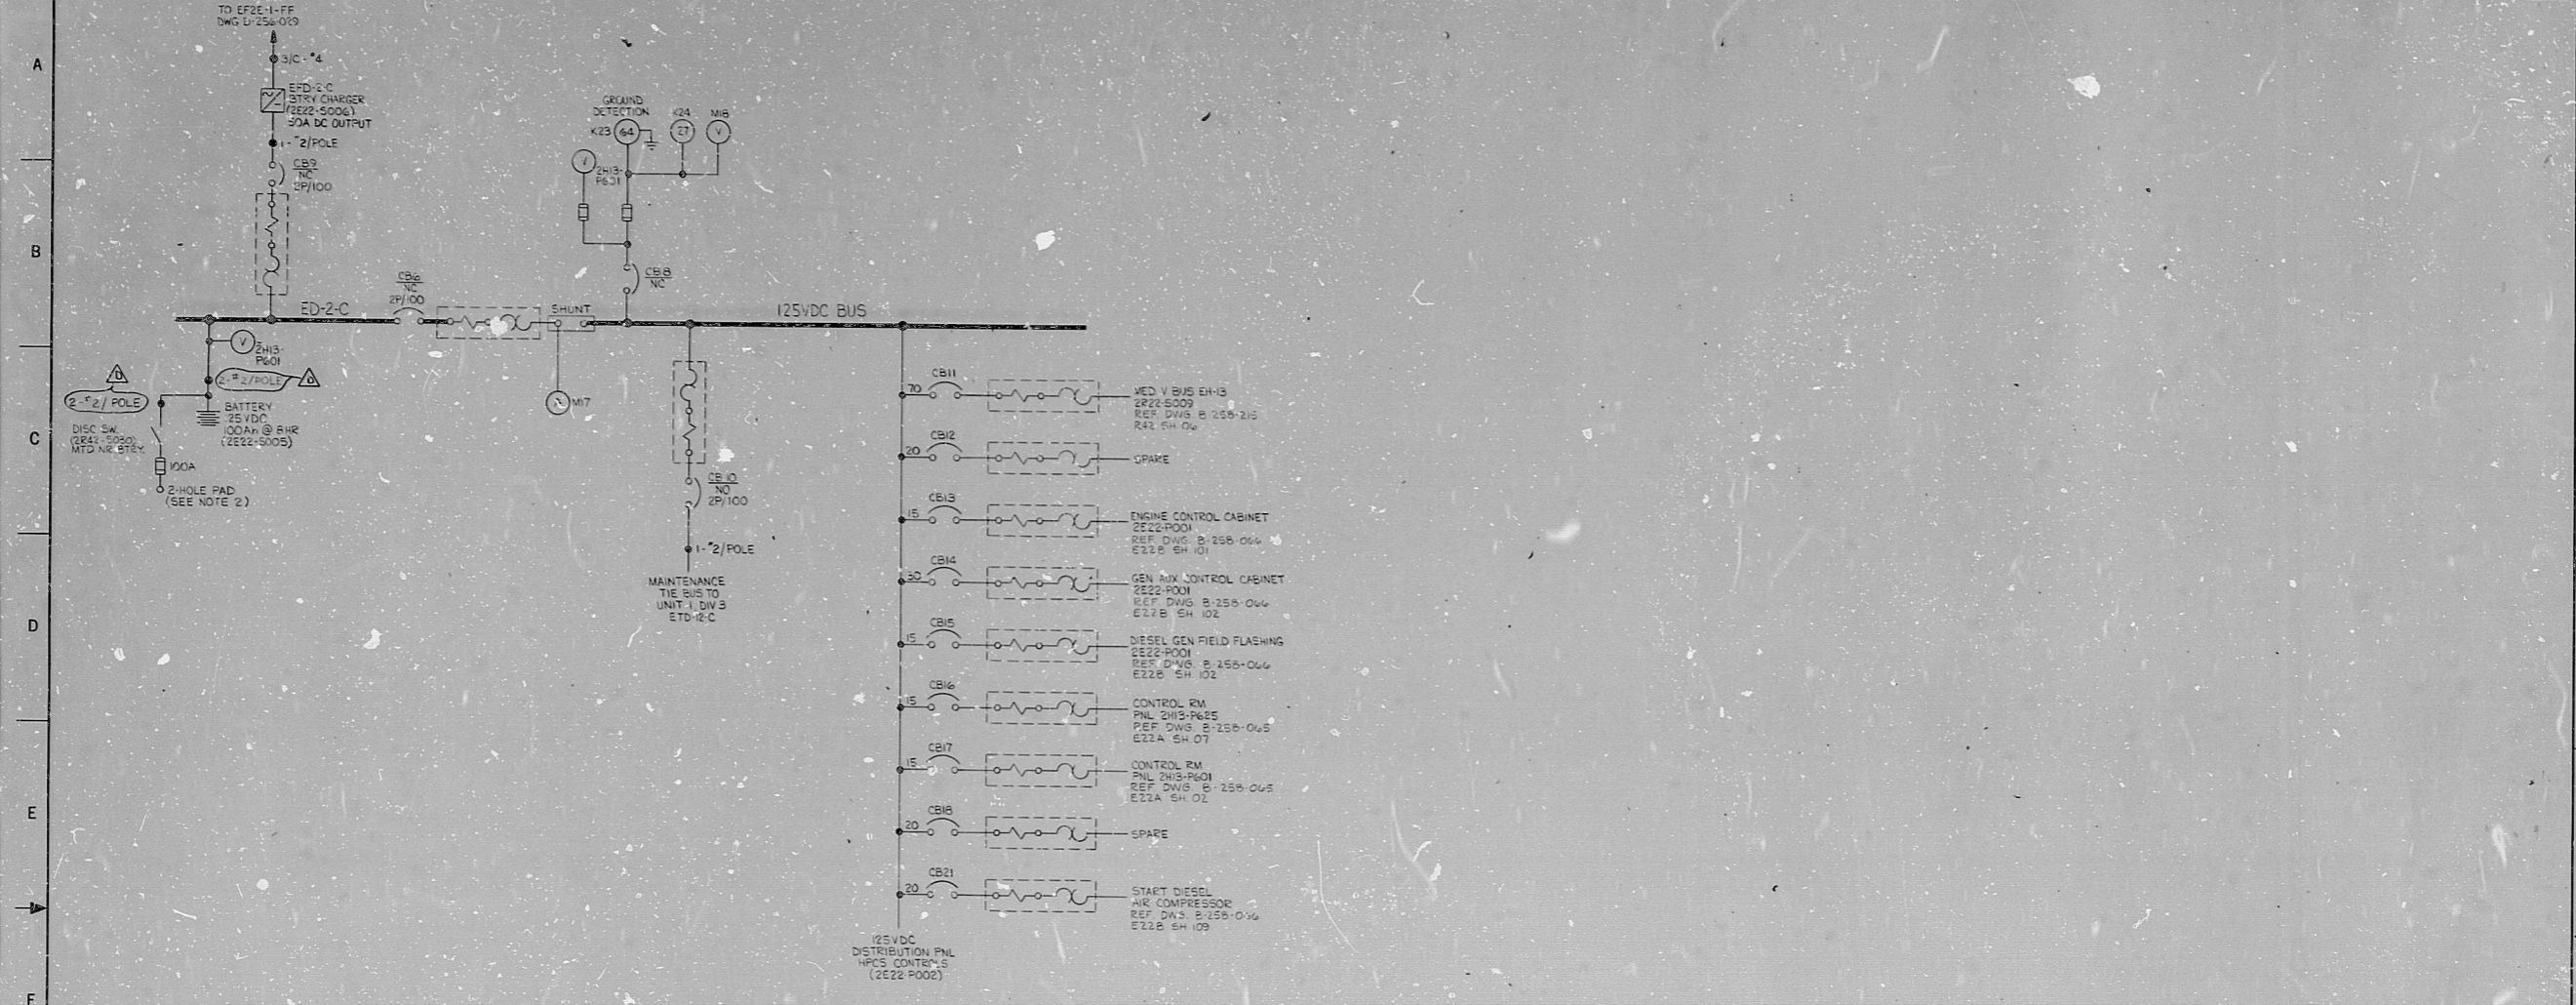 TO EF2E-1-FF
DWG D-256-029
A
3/C-#4
EFD-2-C
BTRY CHARGER
(2E22-S006)
50A DC OUTPUT
1-#2/POLE
CB9
NC
2P/100
GROUND
DETECTION
K23
64
K24
27
M18
V
V
2H13-
P631
B
CB8
NC
CB6
NC
2P/100
ED-2-C
SHUNT
125VDC BUS
V
2H13-
P601
D
2-#2/POLE
D
2-#2/POLE
BATTERY
125VDC
100Ah @ 8HR
(2E22-S005)
DISC SW.
(2R42-S030)
MTD NR BTRY.
100A
2-HOLE PAD
(SEE NOTE 2)
A
M17
C
CB10
NO
2P/100
1-#2/POLE
MAINTENANCE
TIE BUS TO
UNIT-1, DIV 3
ETD-12-C
CB11
70
MED V BUS EH-13
2R22-S009
REF. DWG. B-258-215
R42 SH. 06
CB12
20
SPARE
CB13
15
ENGINE CONTROL CABINET
2E22-P001
REF. DWG. B-258-066
E22B SH. 101
CB14
30
GEN AUX CONTROL CABINET
2E22-P001
REF. DWG. B-258-066
E22B SH. 102
D
CB15
15
DIESEL GEN FIELD FLASHING
2E22-P001
REF. DWG. B-258-066
E22B SH. 102
CB16
15
CONTROL RM
PNL 2H13-P625
REF. DWG. B-258-065
E22A SH. 07
CB17
15
CONTROL RM
PNL 2H13-P601
REF. DWG. B-258-065
E22A SH. 02
E
CB18
20
SPARE
CB21
20
START DIESEL
AIR COMPRESSOR
REF. DWG. B-258-066
E22B SH. 109
125VDC
DISTRIBUTION PNL
HPCS CONTROLS
(2E22-P002)
F